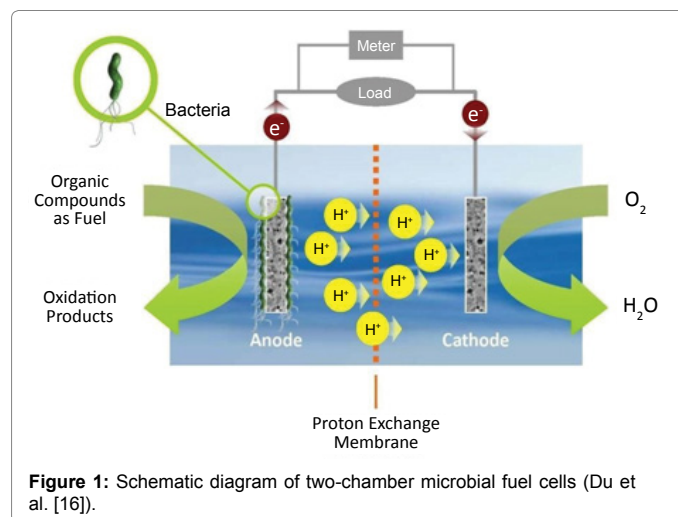 Meter
Load
Bacteria
e-
e-
Organic
Compounds
as Fuel
O2
H+
H+
H+
H+
H+
H+
H+
H+
Oxidation
Products
H2O
Anode
Cathode
Proton Exchange
Membrane
Figure 1: Schematic diagram of two-chamber microbial fuel cells (Du et
al. [16]).